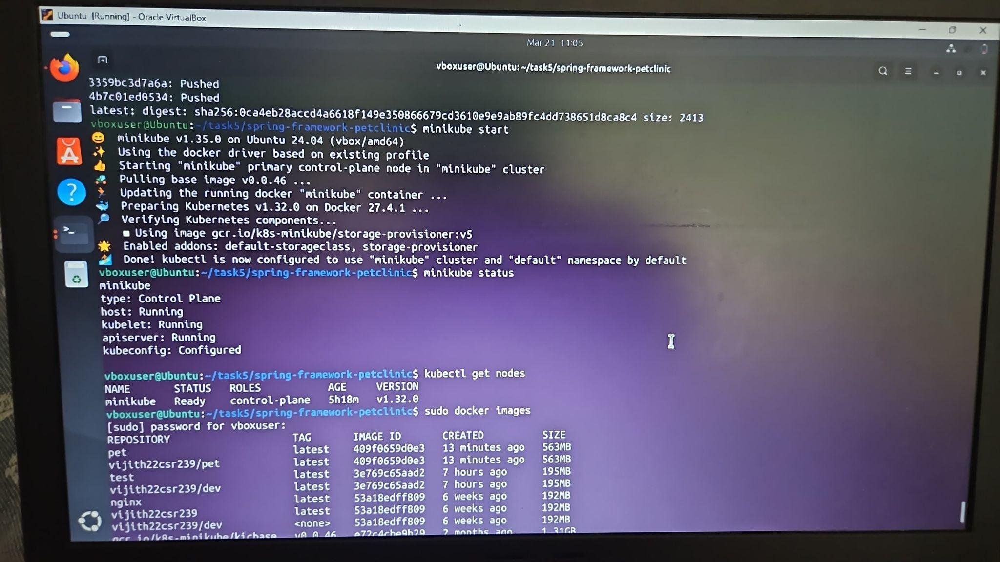 Ubuntu [Running] - Oracle VirtualBox
Mar 21 11:05
vboxuser@Ubuntu: ~/task5/spring-framework-petclinic
3359bc3d7a6a: Pushed
4b7c01ed0534: Pushed
latest: digest: sha256:0ca4eb28accd4a6618f149e350866679cd3610e9e9ab89fc4dd738651d8ca8c4 size: 2413
vboxuser@Ubuntu:~/task5/spring-framework-petclinic$ minikube start
minikube v1.35.0 on Ubuntu 24.04 (vbox/amd64)
Using the docker driver based on existing profile
Starting "minikube" primary control-plane node in "minikube" cluster
Pulling base image v0.0.46 ...
Updating the running docker "minikube" container ...
Preparing Kubernetes v1.32.0 on Docker 27.4.1 ...
Verifying Kubernetes components...
Using image gcr.io/k8s-minikube/storage-provisioner:v5
Enabled addons: default-storageclass, storage-provisioner
Done! kubectl is now configured to use "minikube" cluster and "default" namespace by default
vboxuser@Ubuntu:~/task5/spring-framework-petclinic$ minikube status
minikube
type: Control Plane
host: Running
kubelet: Running
apiserver: Running
kubeconfig: Configured
vboxuser@Ubuntu:~/task5/spring-framework-petclinic$ kubectl get nodes
NAME STATUS ROLES AGE VERSION
minikube Ready control-plane 5h18m v1.32.0
vboxuser@Ubuntu:~/task5/spring-framework-petclinic$ sudo docker images
[sudo] password for vboxuser:
REPOSITORY TAG IMAGE ID CREATED SIZE
pet latest 409f0659d0e3 13 minutes ago 563MB
vijith22csr239/pet latest 409f0659d0e3 13 minutes ago 563MB
test latest 3e769c65aad2 7 hours ago 195MB
vijith22csr239/dev latest 3e769c65aad2 7 hours ago 195MB
nginx latest 53a18edff809 6 weeks ago 192MB
vijith22csr239 latest 53a18edff809 6 weeks ago 192MB
vijith22csr239/dev <none> 53a18edff809 6 weeks ago 192MB
gcr.io/k8s-minikube/kicbase v0.0.46 e72c4cbe9b29 2 months ago 1.31GB